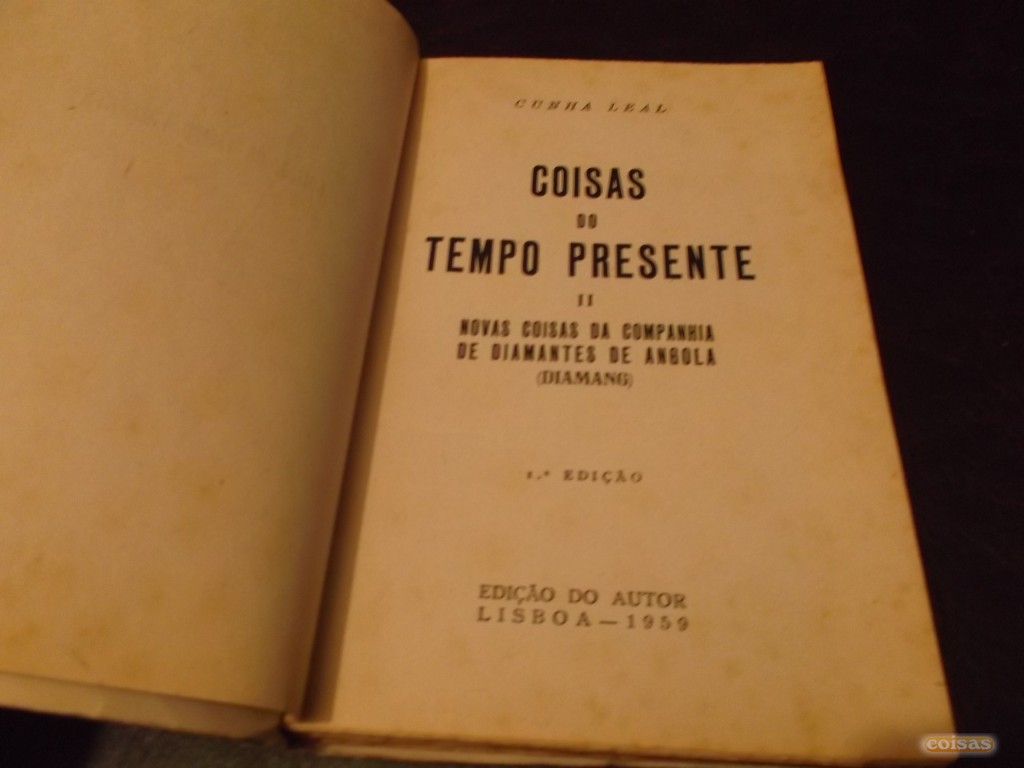 CUNHA LEAL
COISAS
DO
TEMPO PRESENTE
II
NOVAS COISAS DA COMPANHIA
DE DIAMANTES DE ANGOLA
(DIAMANG)
1.ª EDIÇÃO
EDIÇÃO DO AUTOR
LISBOA — 1959
coisas